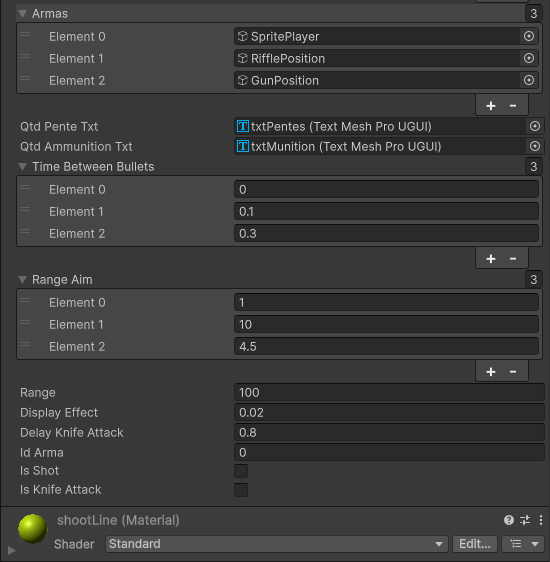 Armas 3
Element 0 SpritePlayer
Element 1 RifflePosition
Element 2 GunPosition
+ -
Qtd Pente Txt txtPentes (Text Mesh Pro UGUI)
Qtd Ammunition Txt txtMunition (Text Mesh Pro UGUI)
Time Between Bullets 3
Element 0 0
Element 1 0.1
Element 2 0.3
+ -
Range Aim 3
Element 0 1
Element 1 10
Element 2 4.5
+ -
Range 100
Display Effect 0.02
Delay Knife Attack 0.8
Id Arma 0
Is Shot
Is Knife Attack
shootLine (Material)
Shader Standard Edit...